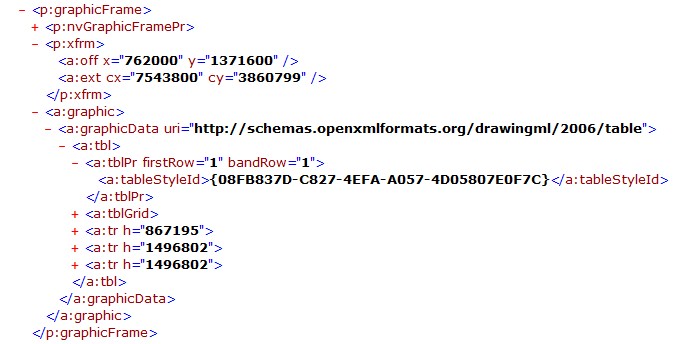 - <p:graphicFrame>
+ <p:nvGraphicFramePr>
- <p:xfrm>
<a:off x="762000" y="1371600" />
<a:ext cx="7543800" cy="3860799" />
</p:xfrm>
- <a:graphic>
- <a:graphicData uri="http://schemas.openxmlformats.org/drawingml/2006/table">
- <a:tbl>
- <a:tblPr firstRow="1" bandRow="1">
<a:tableStyleId>{08FB837D-C827-4EFA-A057-4D05807E0F7C}</a:tableStyleId>
</a:tblPr>
+ <a:tblGrid>
+ <a:tr h="867195">
+ <a:tr h="1496802">
+ <a:tr h="1496802">
</a:tbl>
</a:graphicData>
</a:graphic>
</p:graphicFrame>